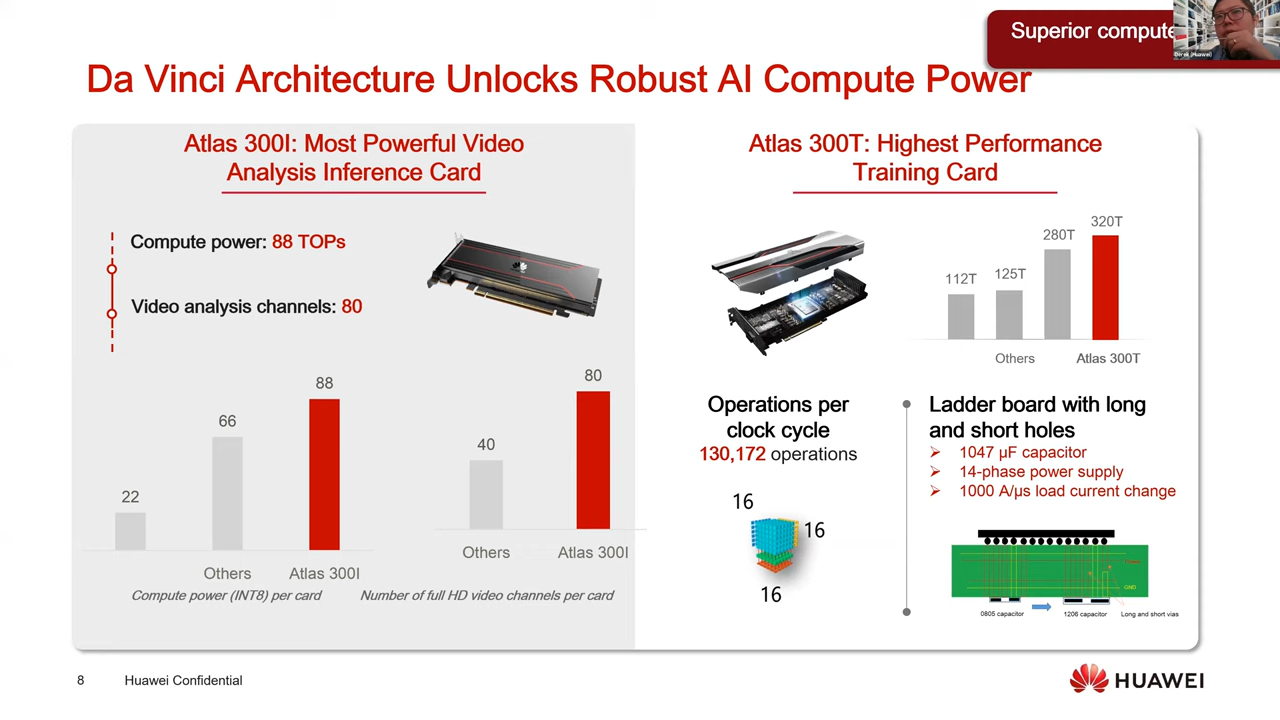 Superior compute
Derek (Huawei)
Da Vinci Architecture Unlocks Robust AI Compute Power
Atlas 300I: Most Powerful Video
Analysis Inference Card
Compute power: 88 TOPs
Video analysis channels: 80
22
66
88
Others
Atlas 300I
Compute power (INT8) per card
40
80
Others
Atlas 300I
Number of full HD video channels per card
Atlas 300T: Highest Performance
Training Card
112T
125T
280T
320T
Others
Atlas 300T
Operations per
clock cycle
130,172 operations
16
16
16
Ladder board with long
and short holes
➢ 1047 μF capacitor
➢ 14-phase power supply
➢ 1000 A/μs load current change
GND
0805 capacitor
1206 capacitor
Long and short vias
8
Huawei Confidential
HUAWEI